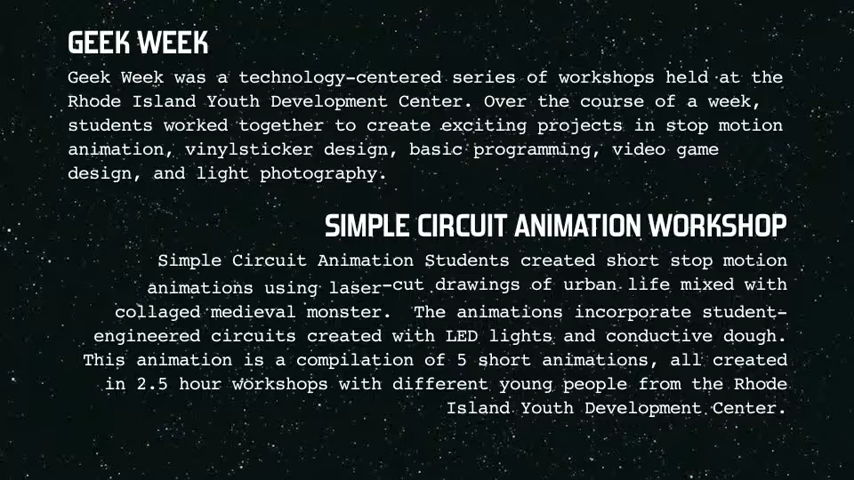 GEEK WEEK
Geek Week was a technology-centered series of workshops held at the
Rhode Island Youth Development Center. Over the course of a week,
students worked together to create exciting projects in stop motion
animation, vinylsticker design, basic programming, video game
design, and light photography.
SIMPLE CIRCUIT ANIMATION WORKSHOP
Simple Circuit Animation Students created short stop motion
animations using laser-cut drawings of urban life mixed with
collaged medieval monster.  The animations incorporate student-
engineered circuits created with LED lights and conductive dough.
This animation is a compilation of 5 short animations, all created
in 2.5 hour workshops with different young people from the Rhode
Island Youth Development Center.